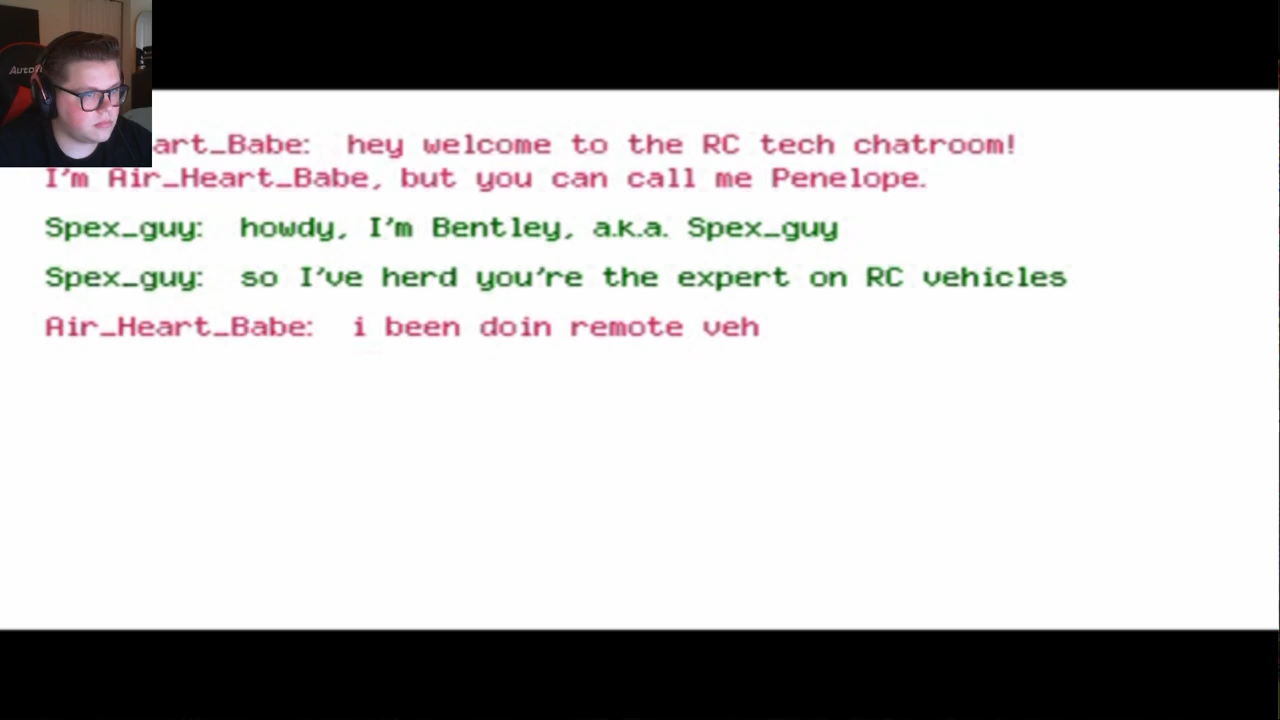 art_Babe: hey welcome to the RC tech chatroom!
I'm Air_Heart_Babe, but you can call me Penelope.
Spex_guy: howdy, I'm Bentley, a.k.a. Spex_guy
Spex_guy: so I've herd you're the expert on RC vehicles
Air_Heart_Babe: i been doin remote veh